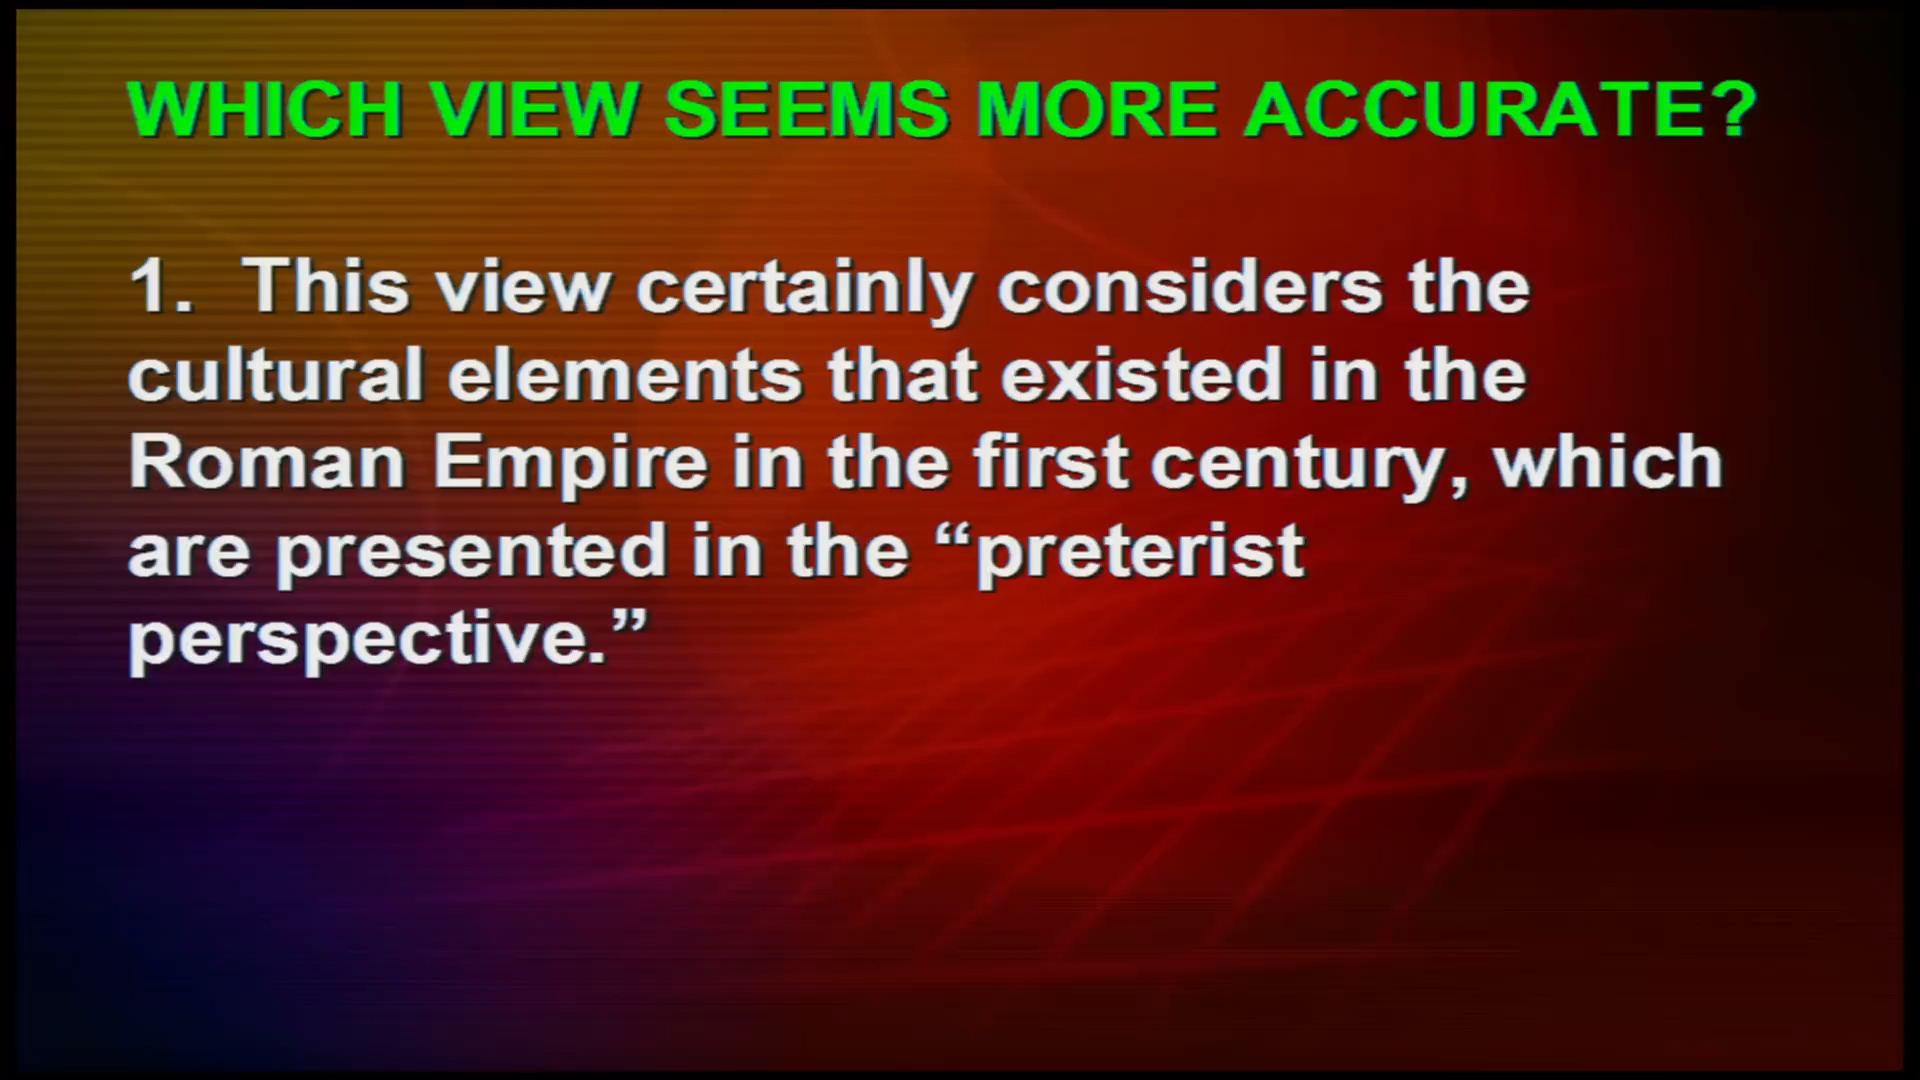 WHICH VIEW SEEMS MORE ACCURATE?
1. This view certainly considers the
cultural elements that existed in the
Roman Empire in the first century, which
are presented in the “preterist
perspective.”